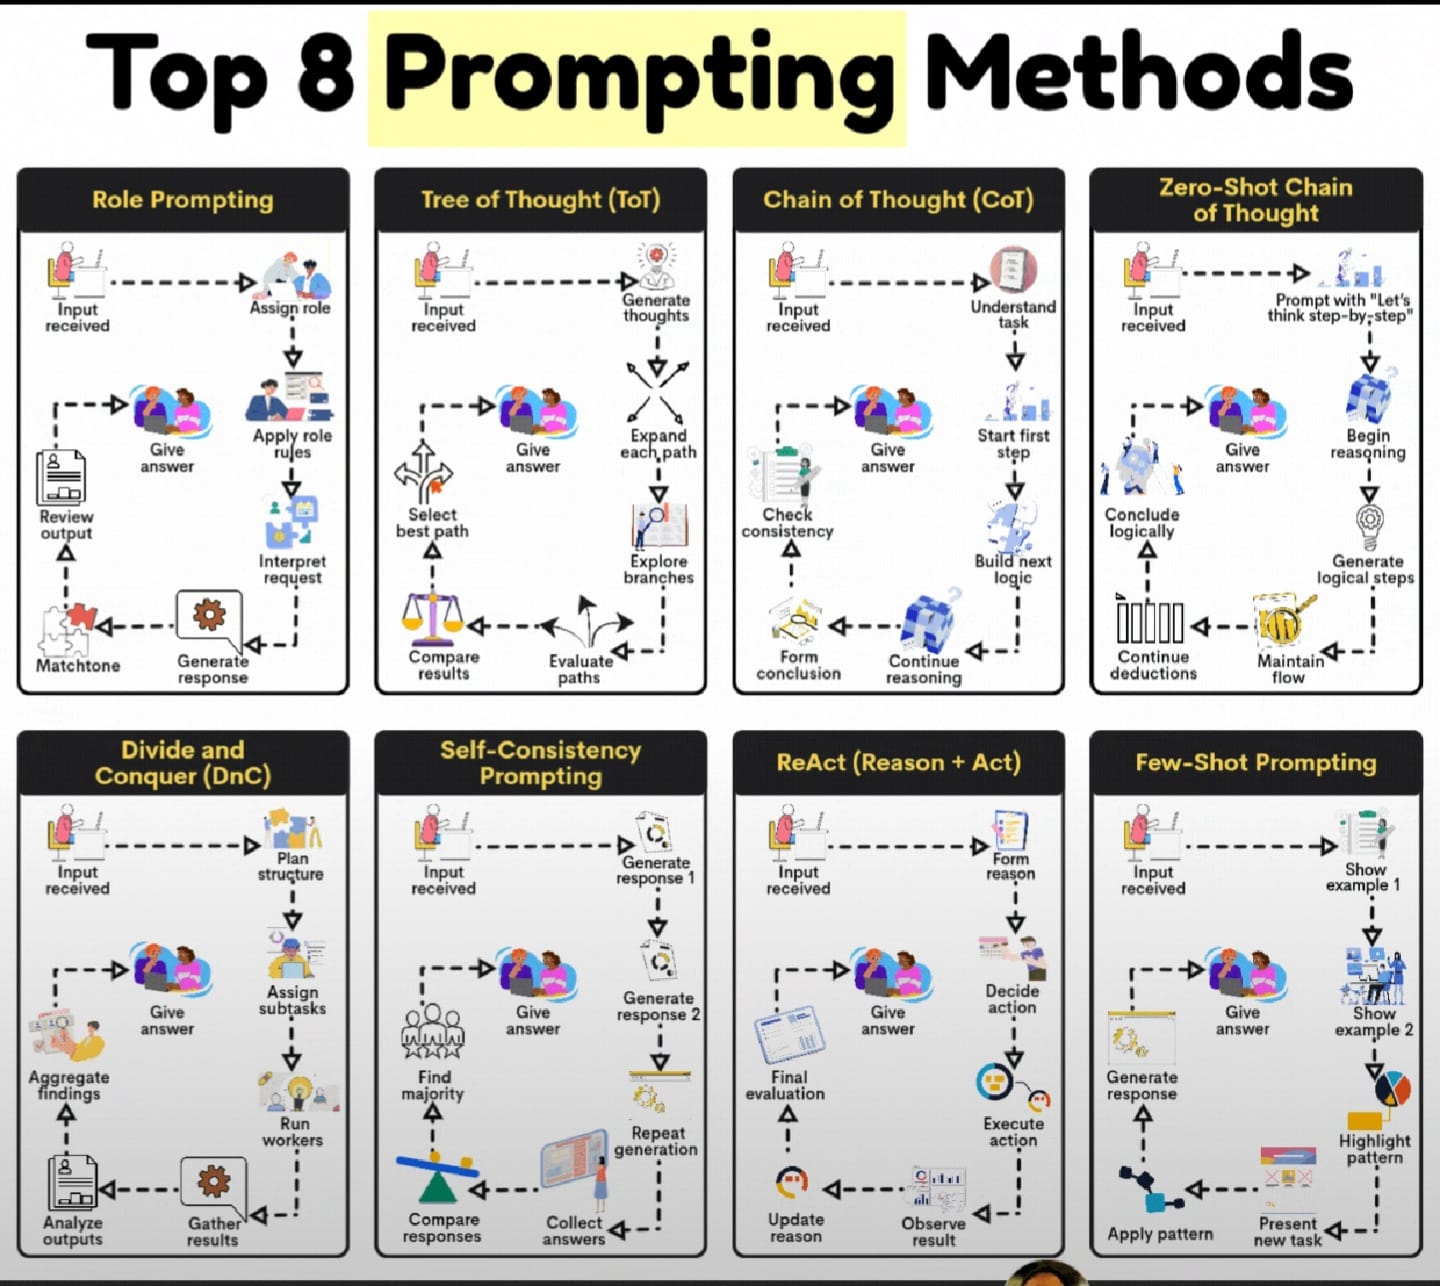 Top 8 Prompting Methods
Role Prompting
Input
received
Assign role
Apply role
rules
Interpret
request
Generate
response
Matchtone
Review
output
Give
answer
Tree of Thought (ToT)
Input
received
Generate
thoughts
Expand
each path
Explore
branches
Evaluate
paths
Compare
results
Select
best path
Give
answer
Chain of Thought (CoT)
Input
received
Understand
task
Start first
step
Build next
logic
Continue
reasoning
Form
conclusion
Check
consistency
Give
answer
Zero-Shot Chain
of Thought
Input
received
Prompt with "Let's
think step-by-step"
Begin
reasoning
Generate
logical steps
Maintain
flow
Continue
deductions
Conclude
logically
Give
answer
Divide and
Conquer (DnC)
Input
received
Plan
structure
Assign
subtasks
Run
workers
Gather
results
Analyze
outputs
Aggregate
findings
Give
answer
Self-Consistency
Prompting
Input
received
Generate
response 1
Generate
response 2
Repeat
generation
Collect
answers
Compare
responses
Find
majority
Give
answer
ReAct (Reason + Act)
Input
received
Form
reason
Decide
action
Execute
action
Observe
result
Update
reason
Final
evaluation
Give
answer
Few-Shot Prompting
Input
received
Show
example 1
Show
example 2
Highlight
pattern
Present
new task
Apply pattern
Generate
response
Give
answer